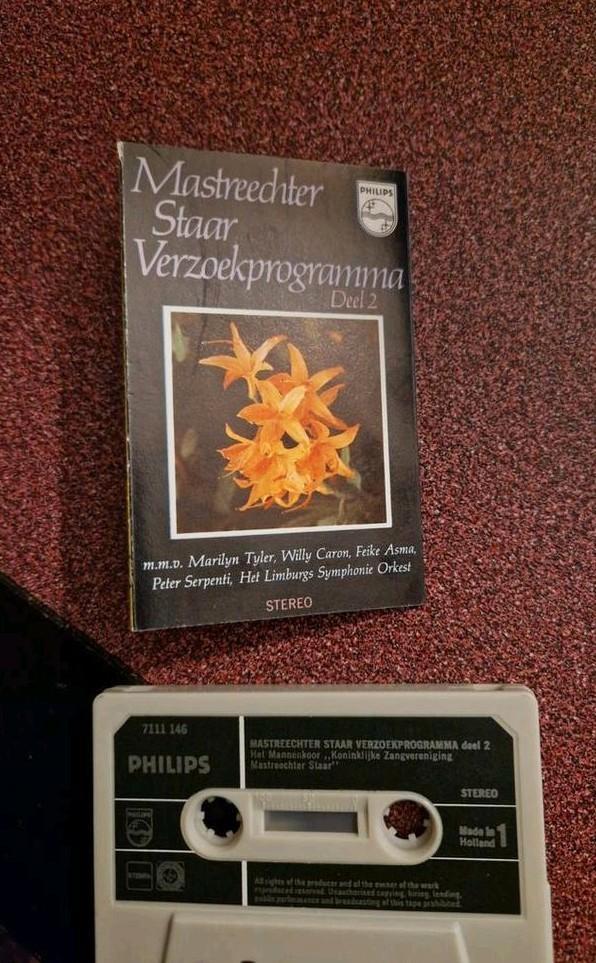 Mastreechter
Staar
Verzoekprogramma
Deel 2
PHILIPS
m.m.v. Marilyn Tyler, Willy Caron, Feike Asma,
Peter Serpenti, Het Limburgs Symphonie Orkest
STEREO
7111 146
PHILIPS
MASTREECHTER STAAR VERZOEKPROGRAMMA deel 2
Het Mannenkoor ,,Koninklijke Zangvereniging
Mastreechter Staar''
STEREO
PHILIPS
Made in
Holland
1
STEMRA
All rights of the producer and of the owner of the work
reproduced reserved. Unauthorised copying, hiring, lending,
public performance and broadcasting of this tape prohibited.